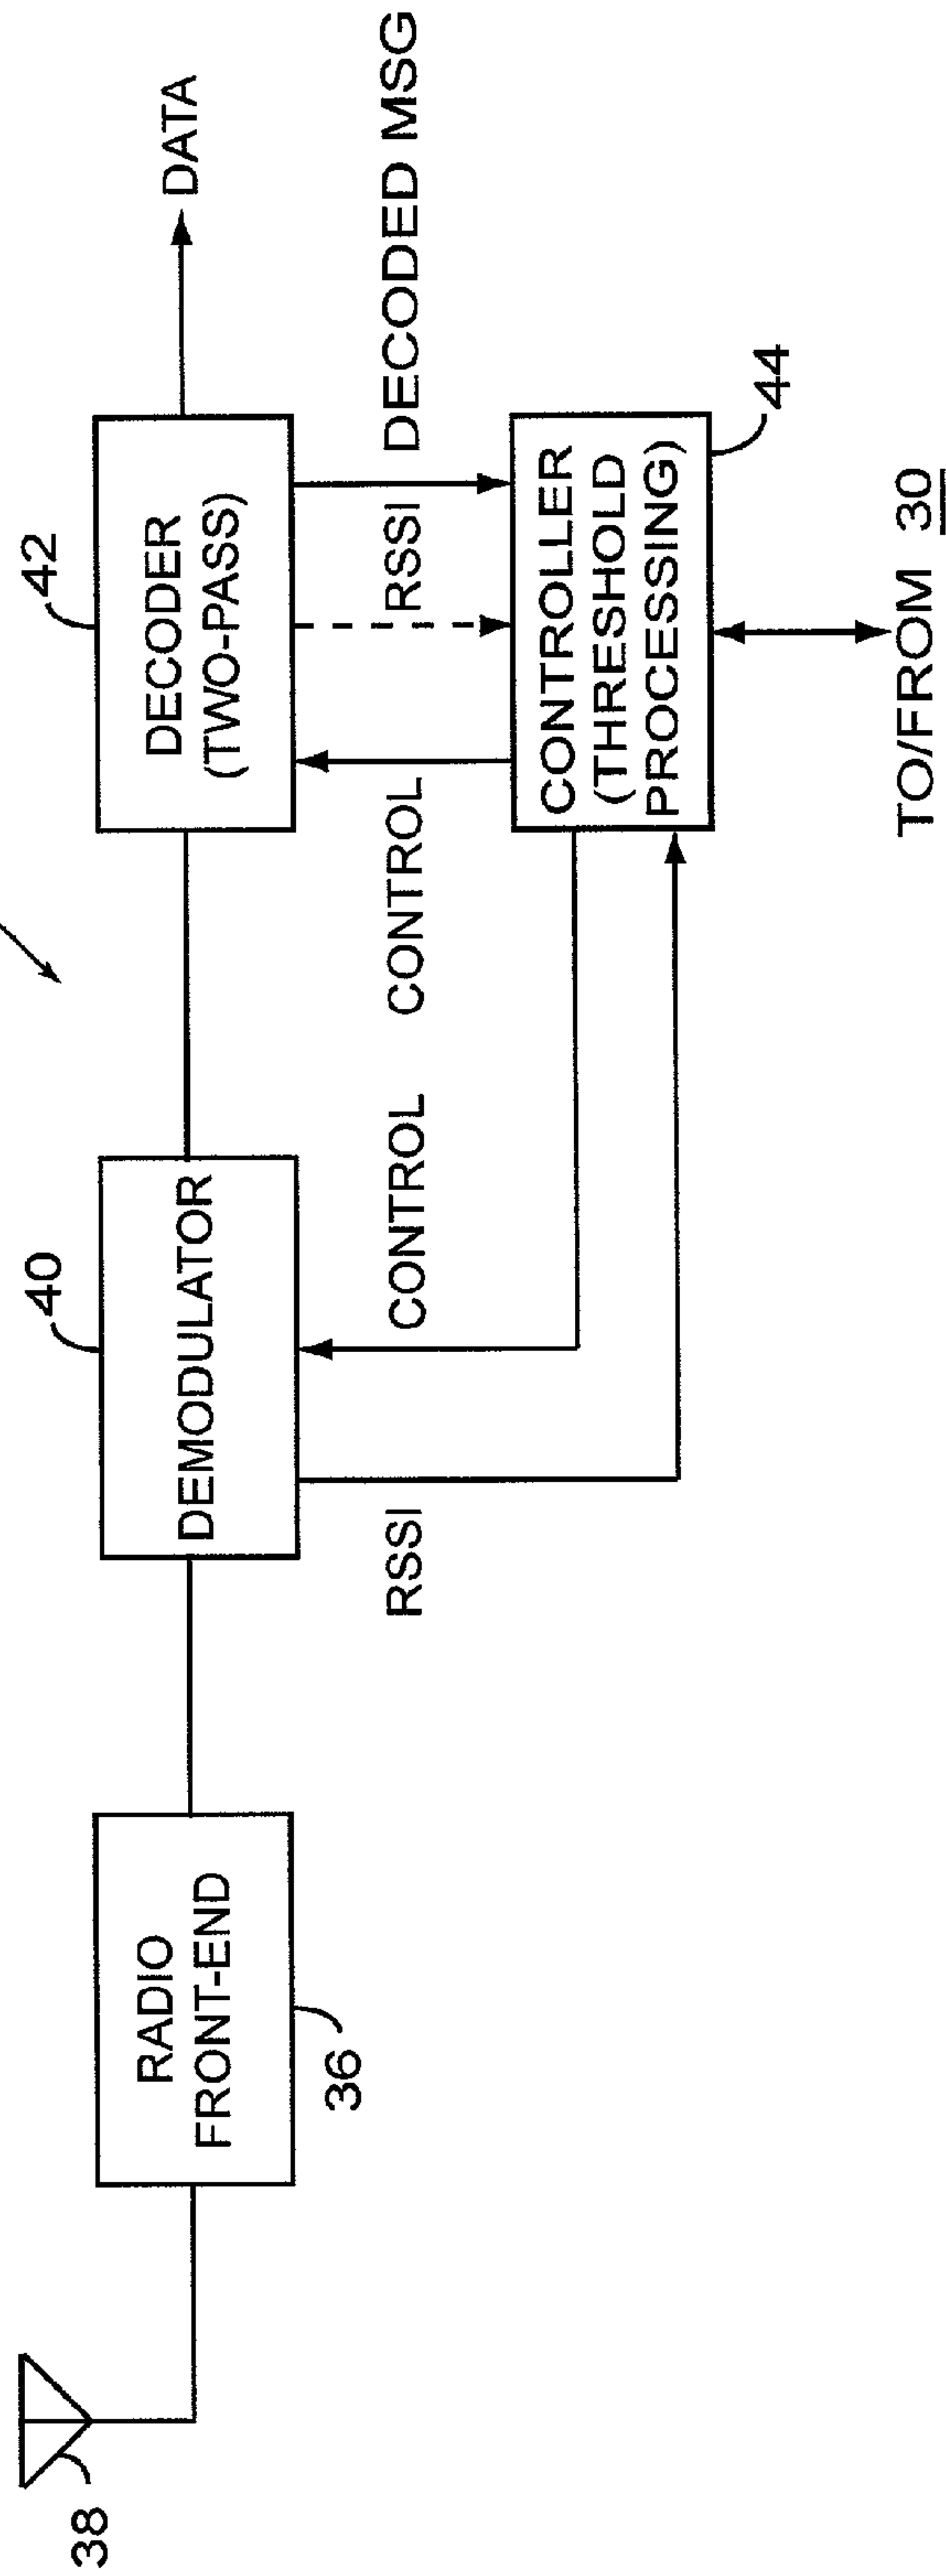 38
RADIO
FRONT-END
36
40
DEMODULATOR
RSSI
CONTROL
42
DECODER
(TWO-PASS)
DATA
CONTROL
RSSI
DECODED MSG
CONTROLLER
(THRESHOLD
PROCESSING)
44
TO/FROM 30